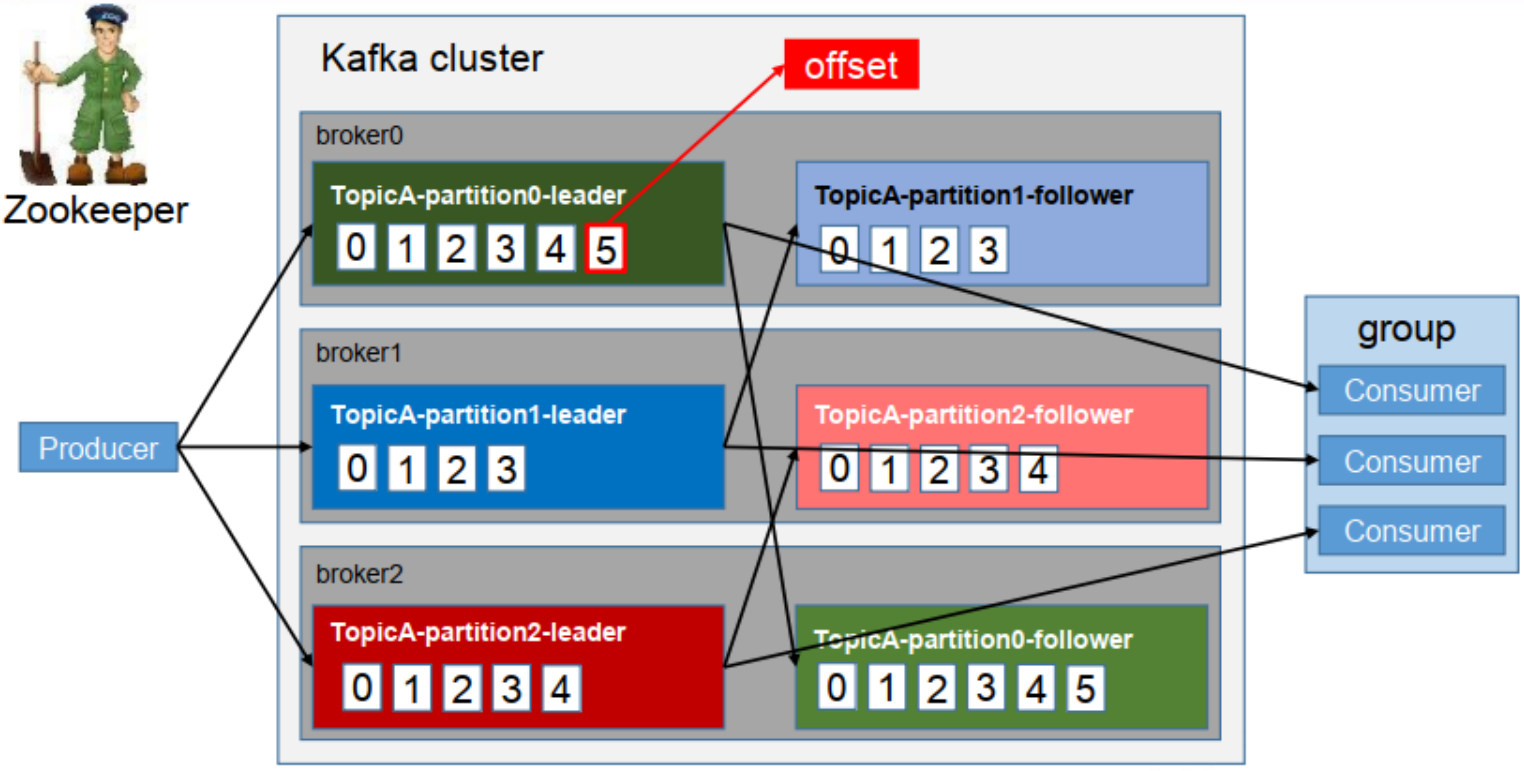 Zookeeper
Kafka cluster
offset
broker0
TopicA-partition0-leader
0 1 2 3 4 5
TopicA-partition1-follower
0 1 2 3
broker1
TopicA-partition1-leader
0 1 2 3
TopicA-partition2-follower
0 1 2 3 4
broker2
TopicA-partition2-leader
0 1 2 3 4
TopicA-partition0-follower
0 1 2 3 4 5
Producer
group
Consumer
Consumer
Consumer